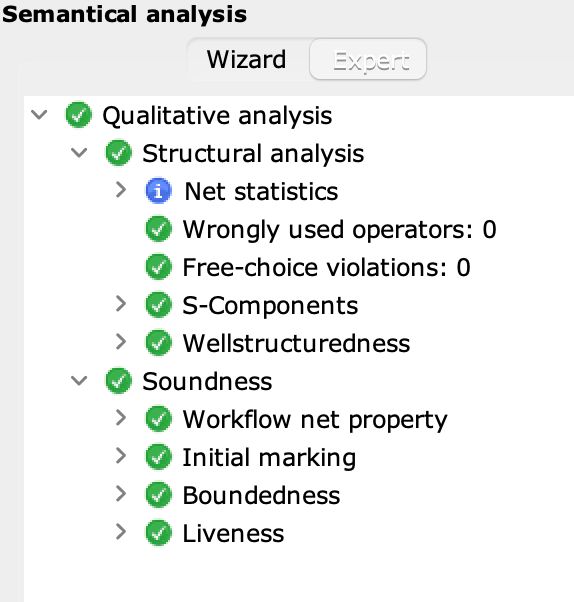 Semantical analysis
Wizard Expert
Qualitative analysis
Structural analysis
Net statistics
Wrongly used operators: 0
Free-choice violations: 0
S-Components
Wellstructuredness
Soundness
Workflow net property
Initial marking
Boundedness
Liveness